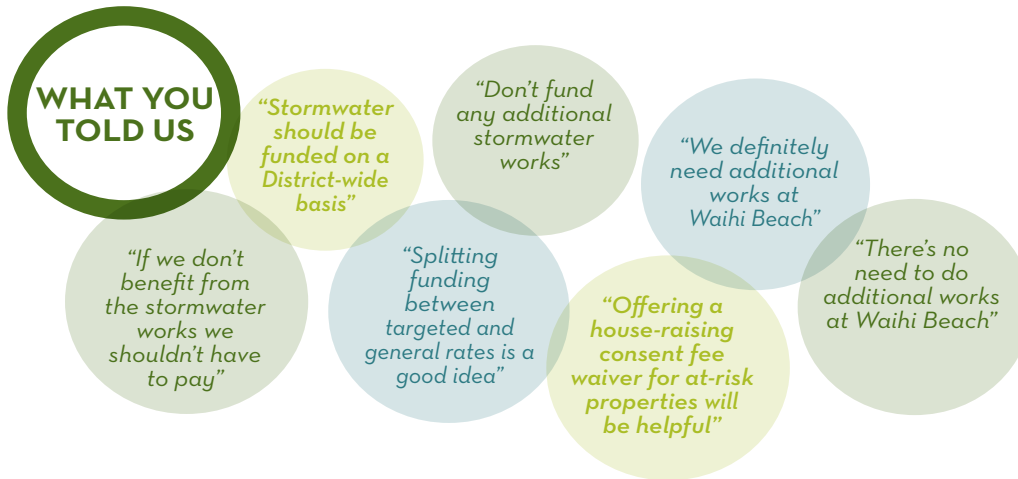 WHAT YOU
TOLD US
“Stormwater
should be
funded on a
District-wide
basis”
“Don’t fund
any additional
stormwater
works”
“We definitely
need additional
works at
Waihi Beach”
“There’s no
need to do
additional works
at Waihi Beach”
“If we don’t
benefit from
the stormwater
works we
shouldn’t have
to pay”
“Splitting
funding
between
targeted and
general rates is a
good idea”
“Offering a
house-raising
consent fee
waiver for at-risk
properties will
be helpful”